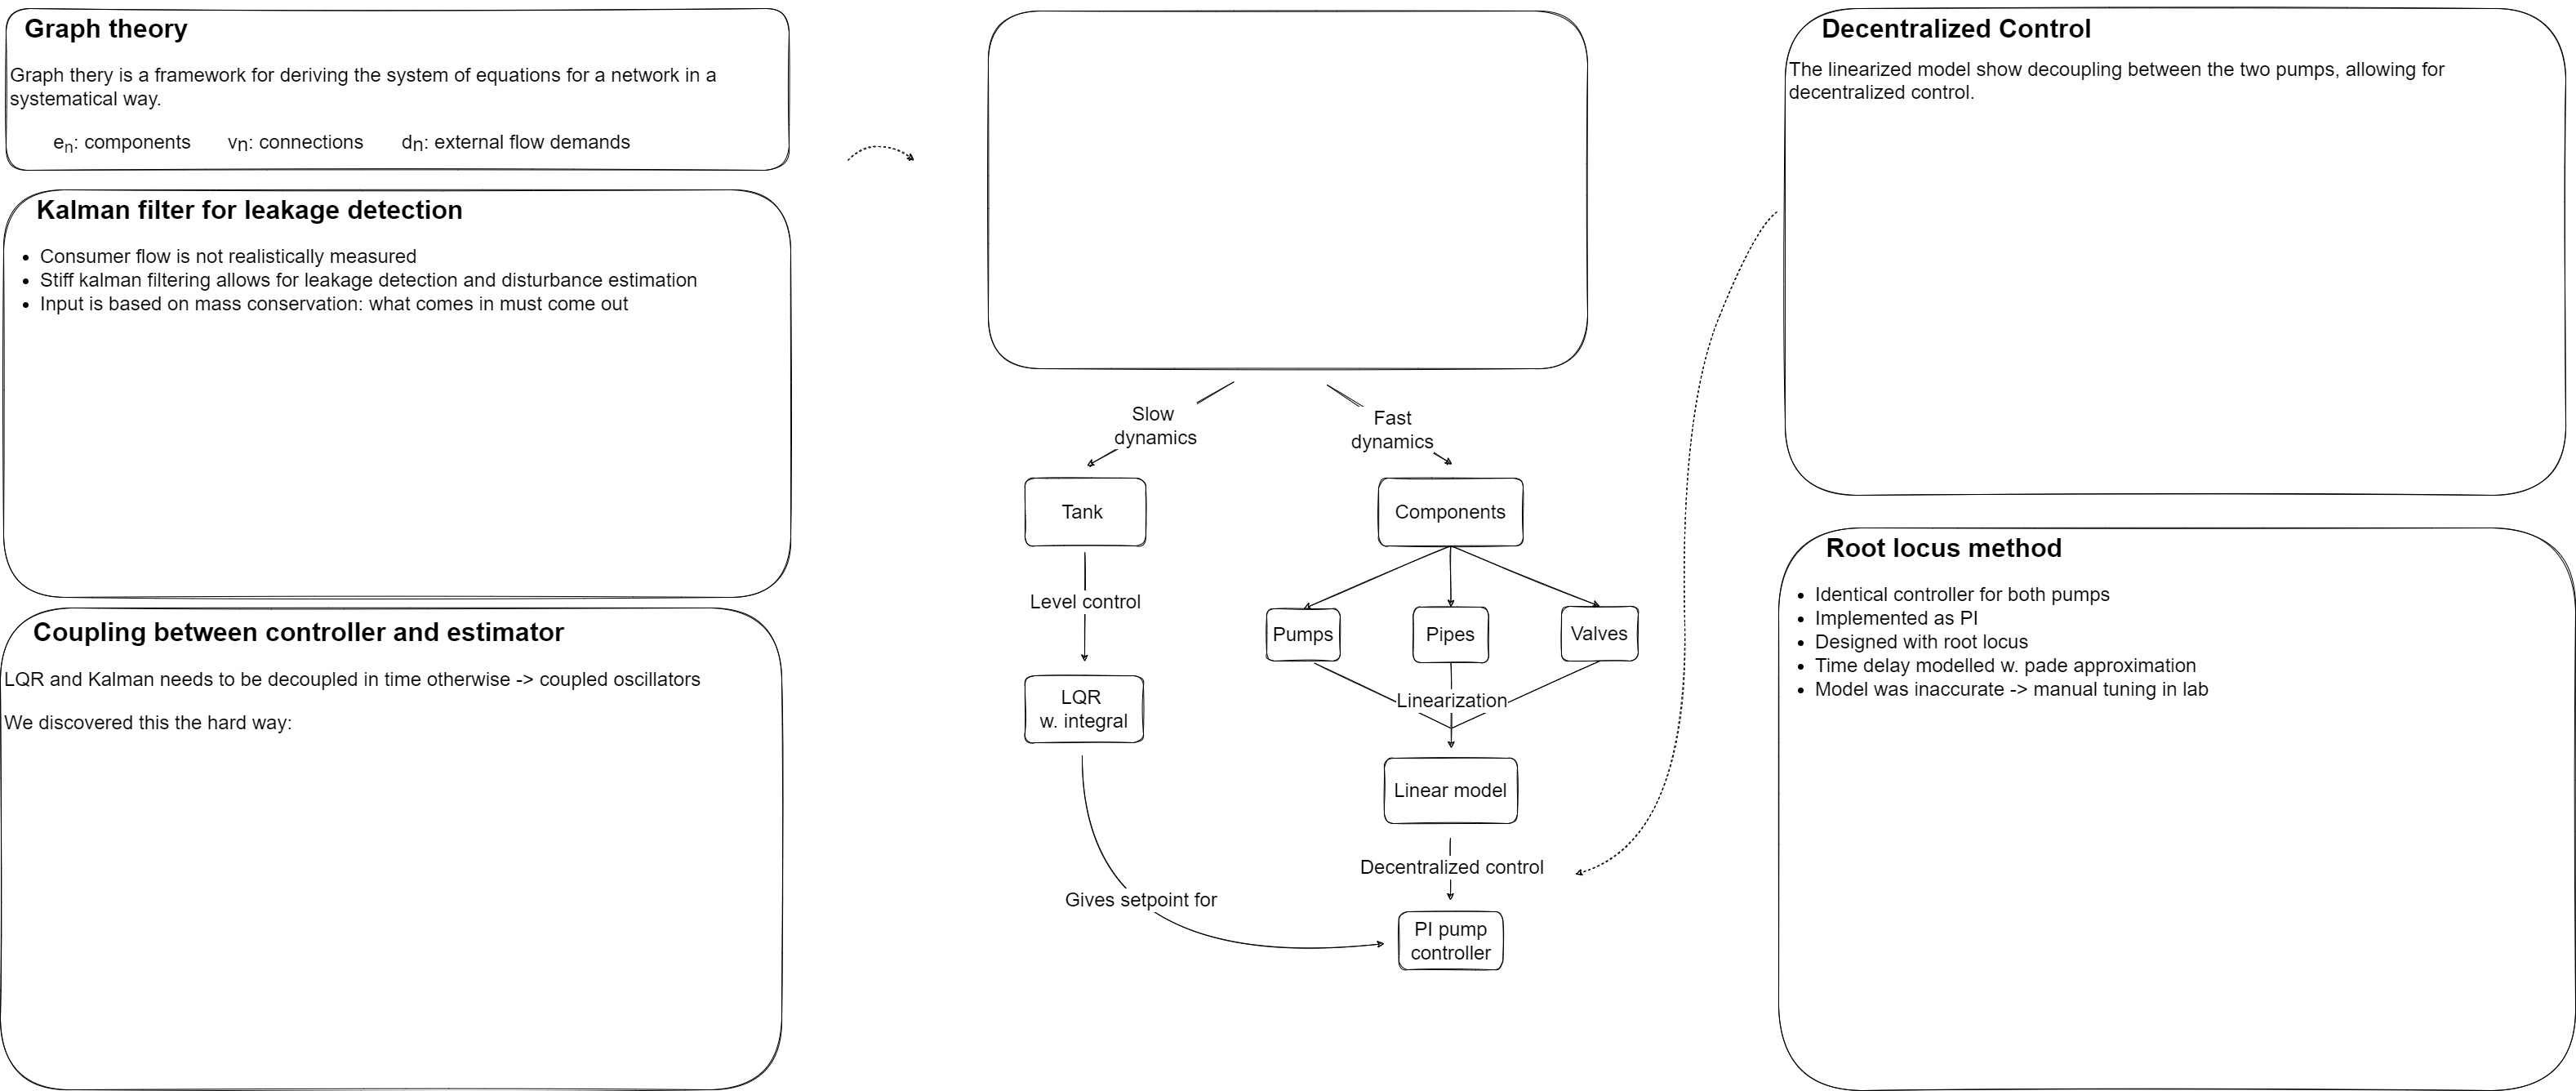 Graph theory
Graph thery is a framework for deriving the system of equations for a network in a
systematical way.
en: components vn: connections dn: external flow demands
Kalman filter for leakage detection
• Consumer flow is not realistically measured
• Stiff kalman filtering allows for leakage detection and disturbance estimation
• Input is based on mass conservation: what comes in must come out
Coupling between controller and estimator
LQR and Kalman needs to be decoupled in time otherwise -> coupled oscillators
We discovered this the hard way:
Slow
dynamics
Fast
dynamics
Tank
Components
Level control
Pumps
Pipes
Valves
LQR
w. integral
Linearization
Linear model
Decentralized control
Gives setpoint for
PI pump
controller
Decentralized Control
The linearized model show decoupling between the two pumps, allowing for
decentralized control.
Root locus method
• Identical controller for both pumps
• Implemented as PI
• Designed with root locus
• Time delay modelled w. pade approximation
• Model was inaccurate -> manual tuning in lab